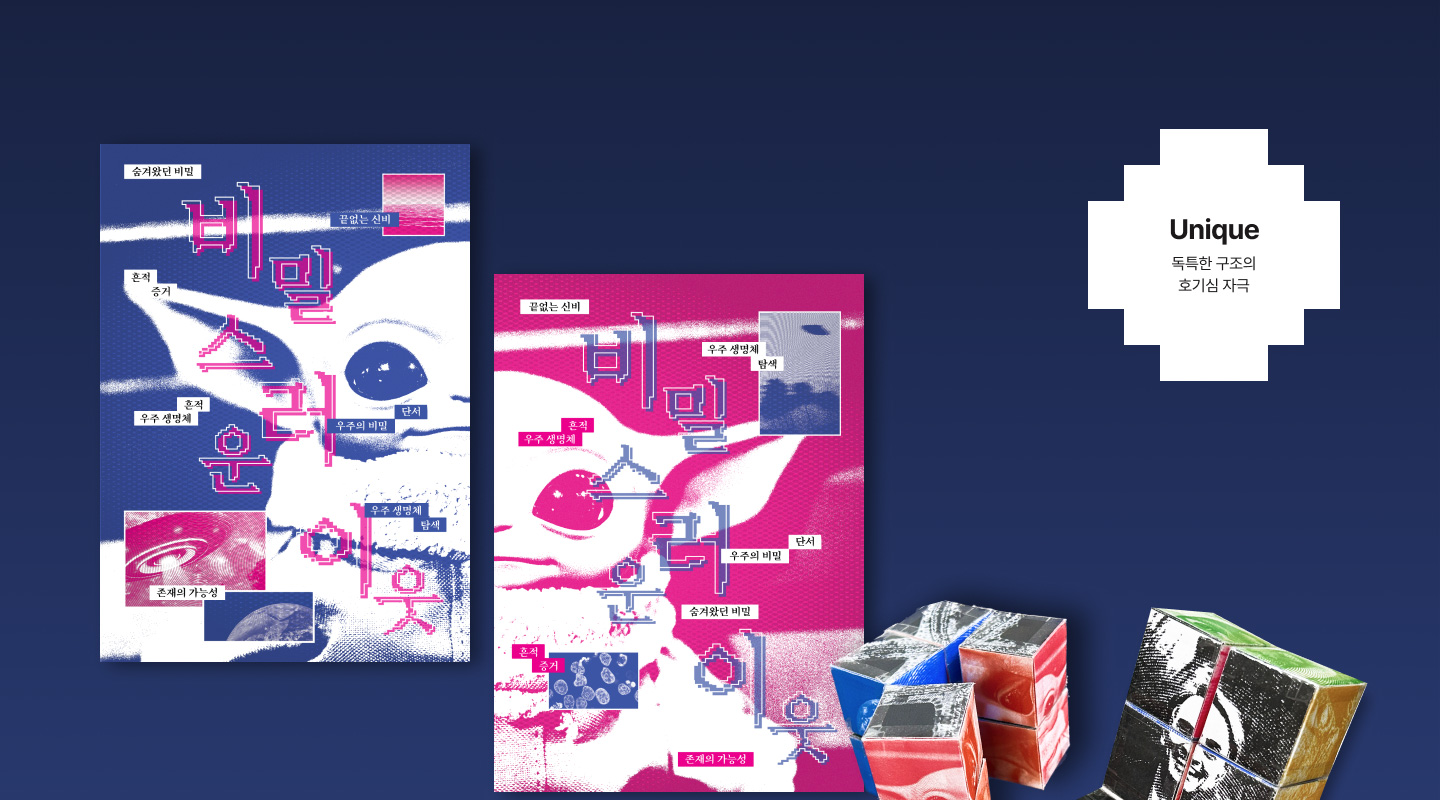 숨겨왔던 비밀
비밀
스러
운
이웃
끝없는 신비
흔적
증거
흔적
우주 생명체
단서
우주의 비밀
우주 생명체
탐색
존재의 가능성
끝없는 신비
비밀
스러
운
이웃
우주 생명체
탐색
흔적
우주 생명체
단서
우주의 비밀
숨겨왔던 비밀
흔적
증거
존재의 가능성
Unique
독특한 구조의
호기심 자극